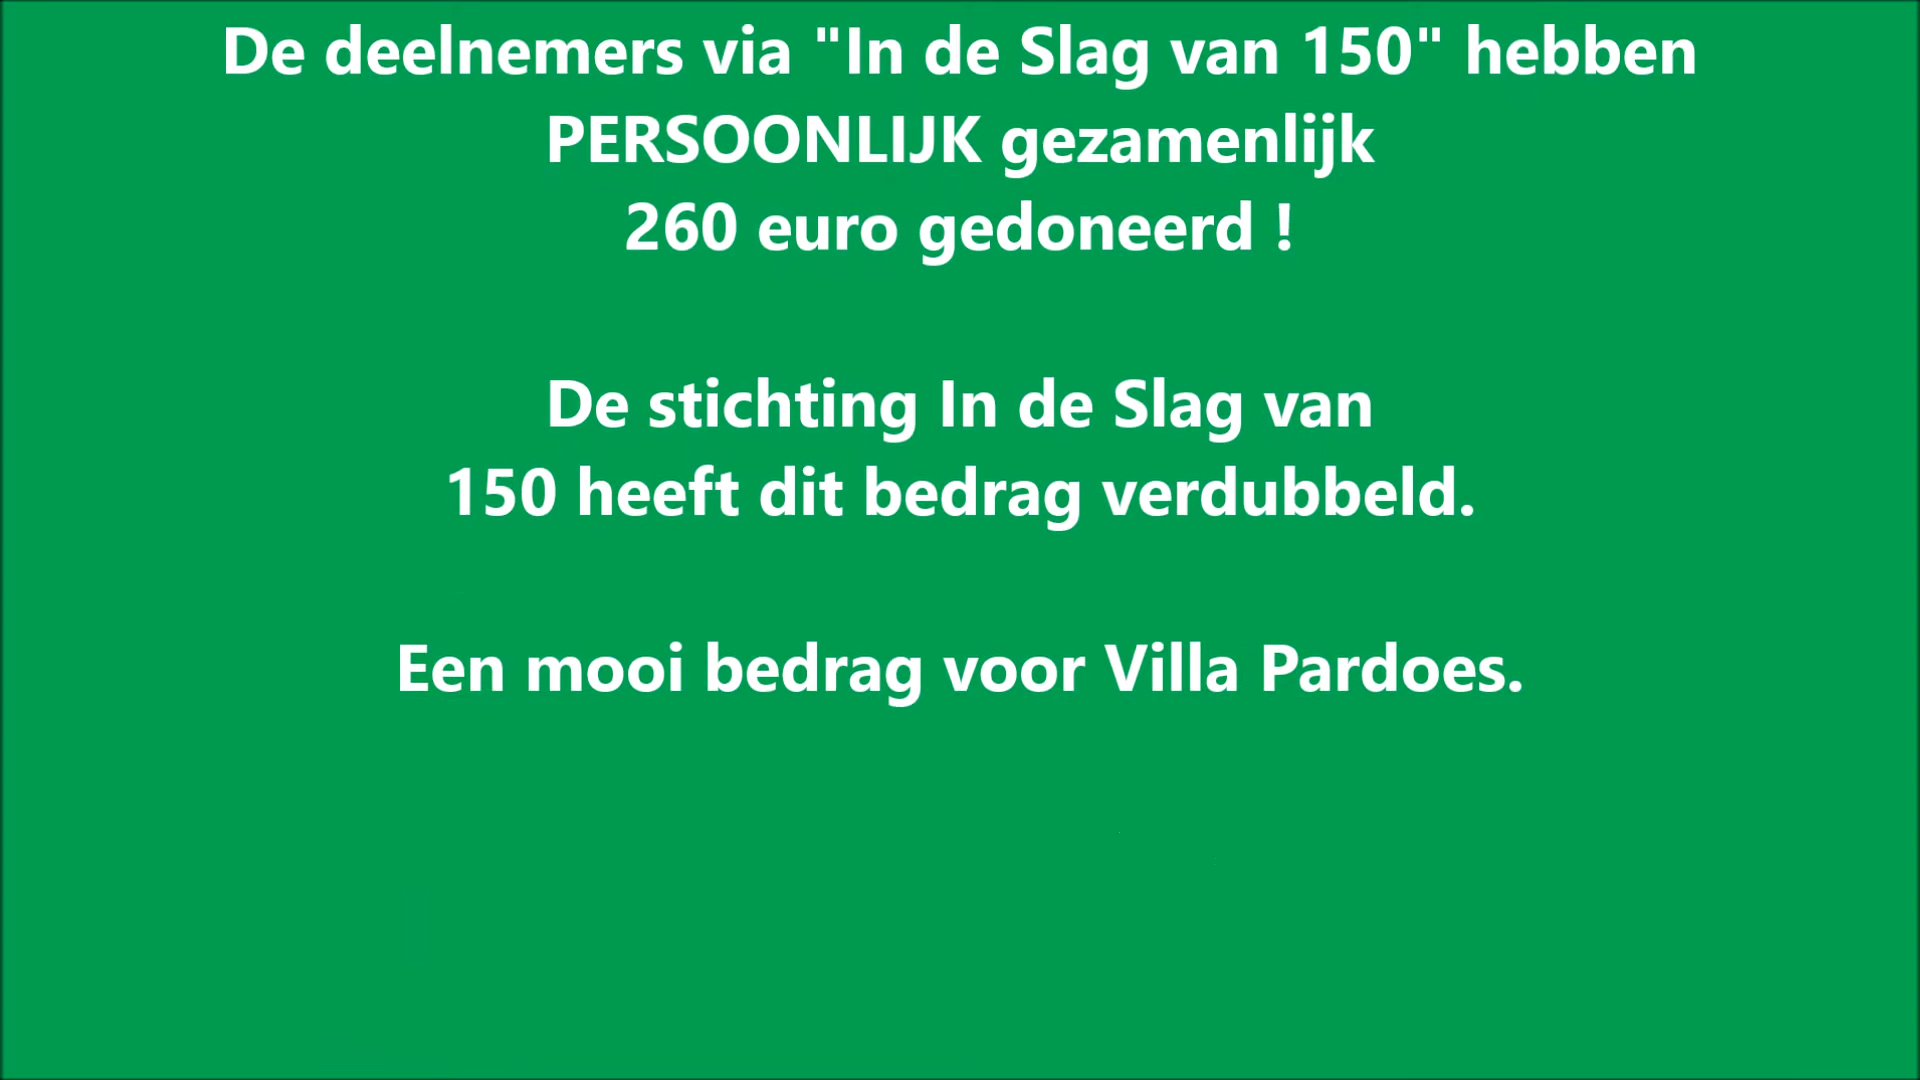 De deelnemers via "In de Slag van 150" hebben
PERSOONLIJK gezamenlijk
260 euro gedoneerd !
De stichting In de Slag van
150 heeft dit bedrag verdubbeld.
Een mooi bedrag voor Villa Pardoes.